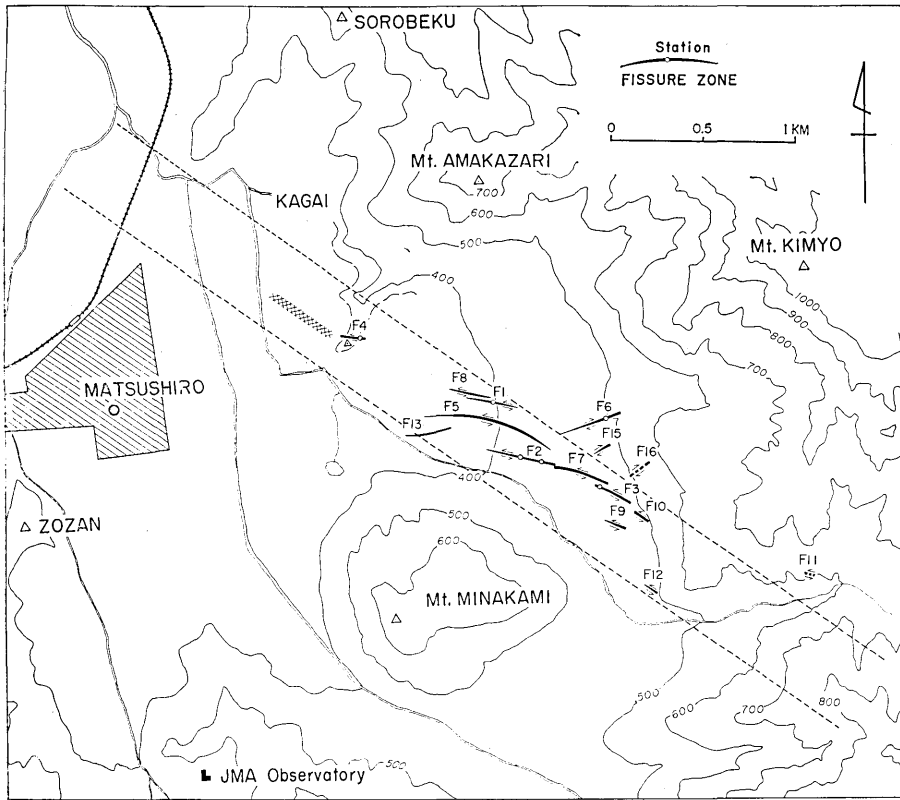 SOROBEKU
Station
FISSURE ZONE
0 0.5 1 KM
Mt. AMAKAZARI
700
600
500
KAGAI
Mt. KIMYO
1000
900
800
700
400
F4
MATSUSHIRO
F8
F1
F5
F6
F13
F15
F2
F7
F16
400
F3
F9
F10
ZOZAN
500
600
F11
F12
Mt. MINAKAMI
500
600
700
800
JMA Observatory
500